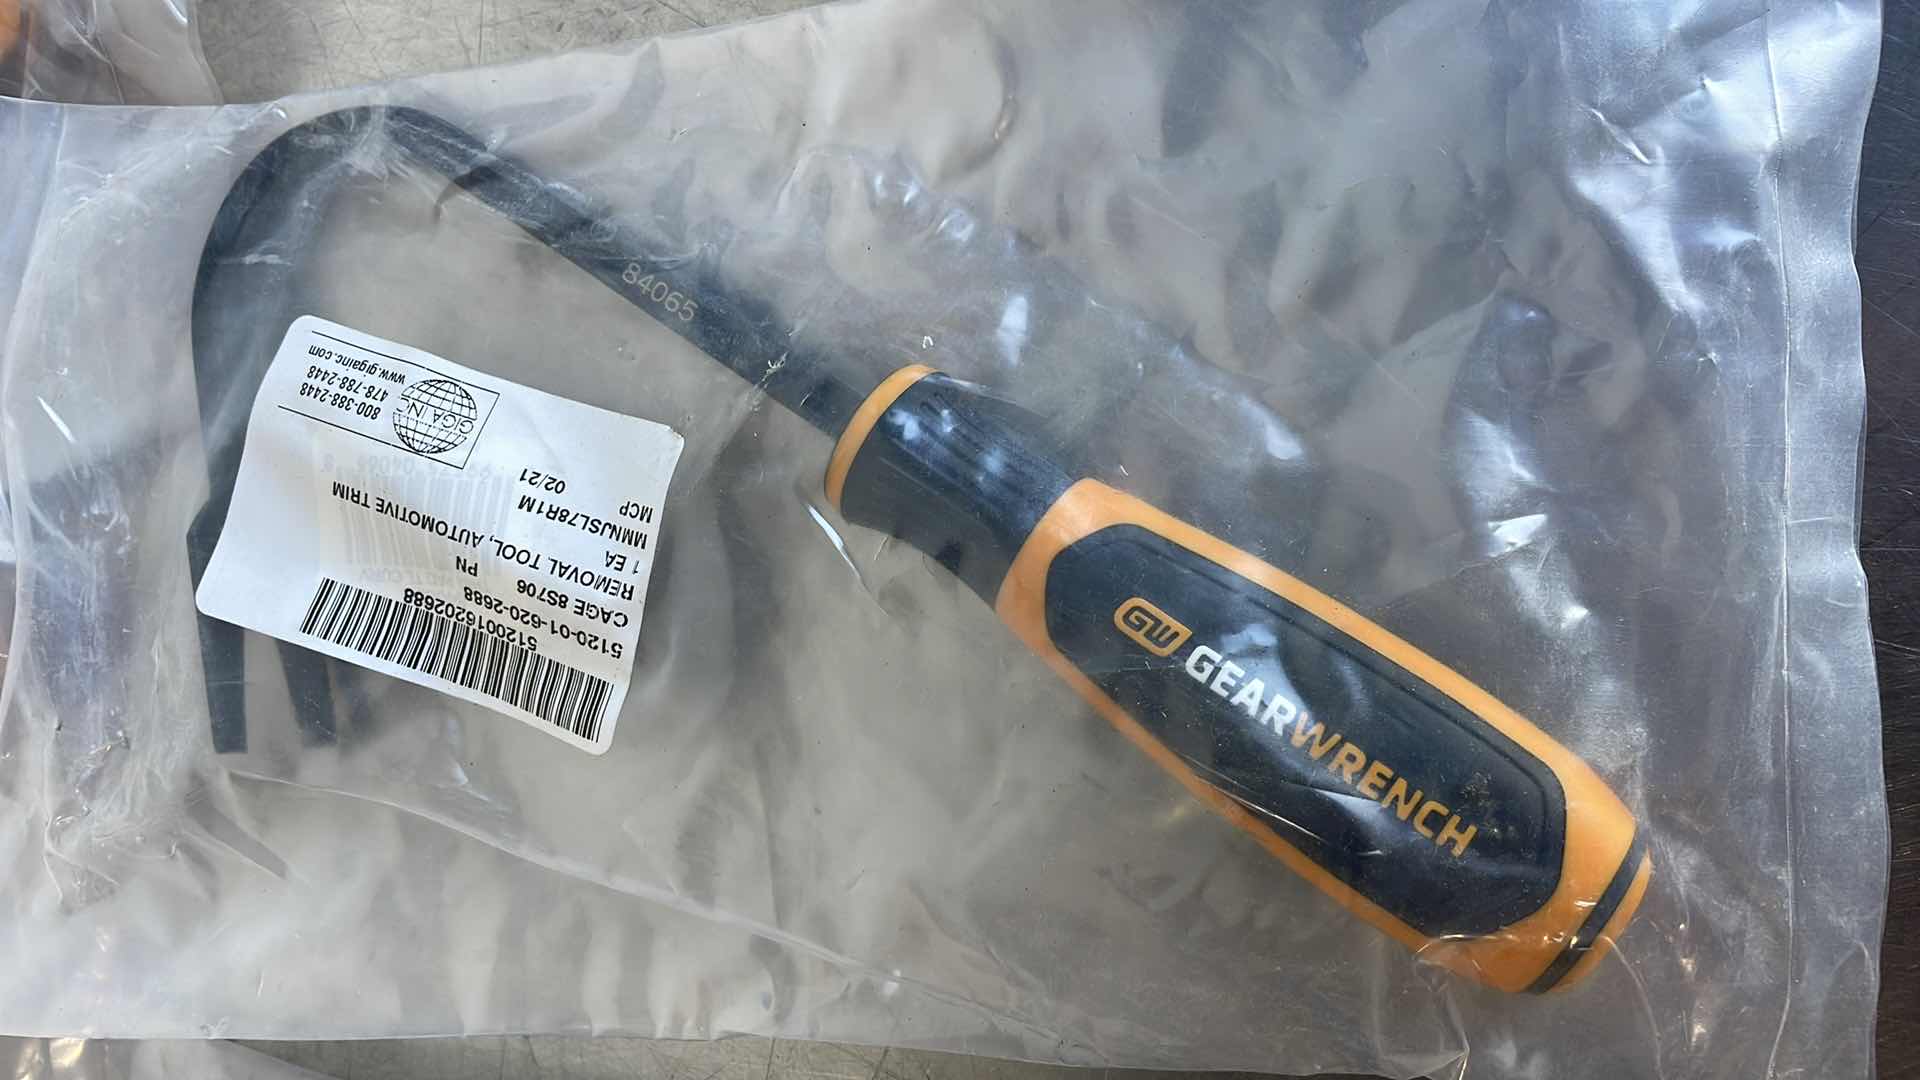 84065
GW GEARWRENCH
5120016202688
5120-01-620-2688
CAGE 8S706 PN
REMOVAL TOOL, AUTOMOTIVE TRIM
1 EA
MMNJSL78R1M 02/21
MCP
GIGA INC
800-388-2448
478-788-2448
www.gigainc.com